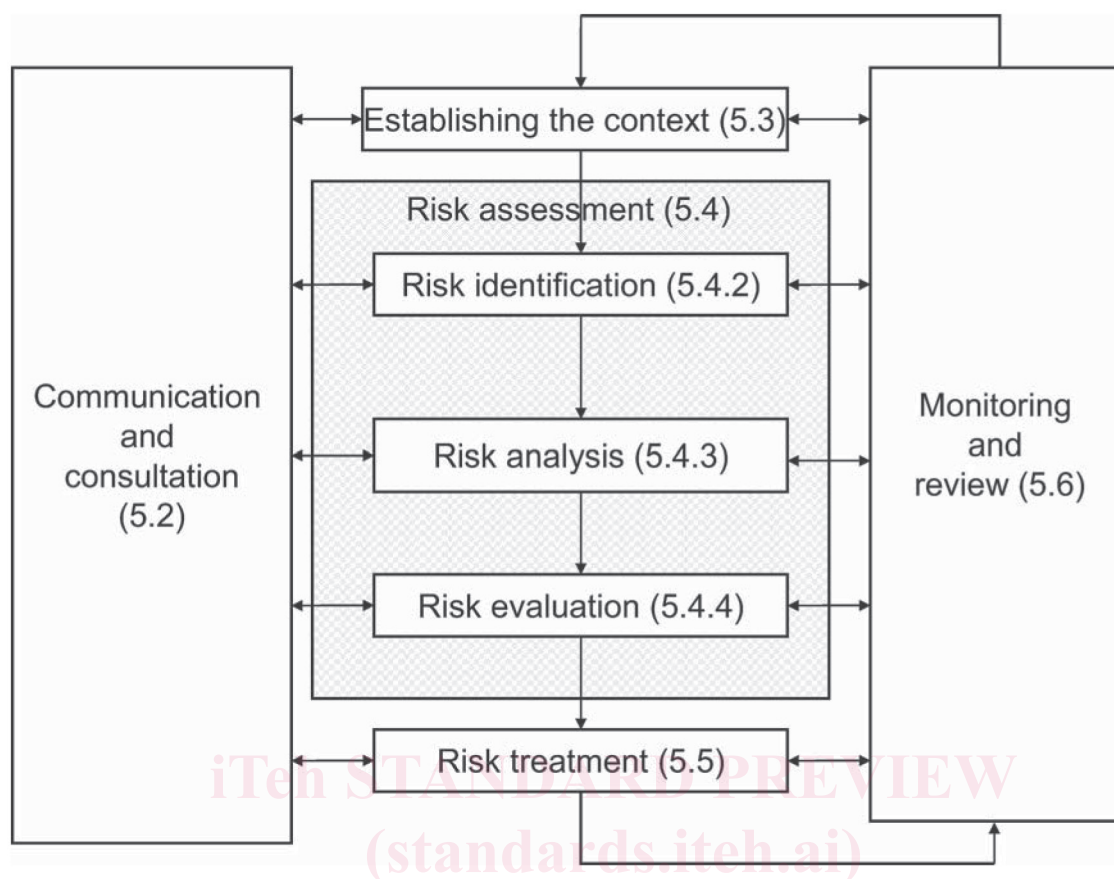 Establishing the context (5.3)
Risk assessment (5.4)
Risk identification (5.4.2)
Communication
and
consultation
(5.2)
Risk analysis (5.4.3)
Monitoring
and
review (5.6)
Risk evaluation (5.4.4)
Risk treatment (5.5)
iTeh STANDARD PREVIEW
(standards.iteh.ai)